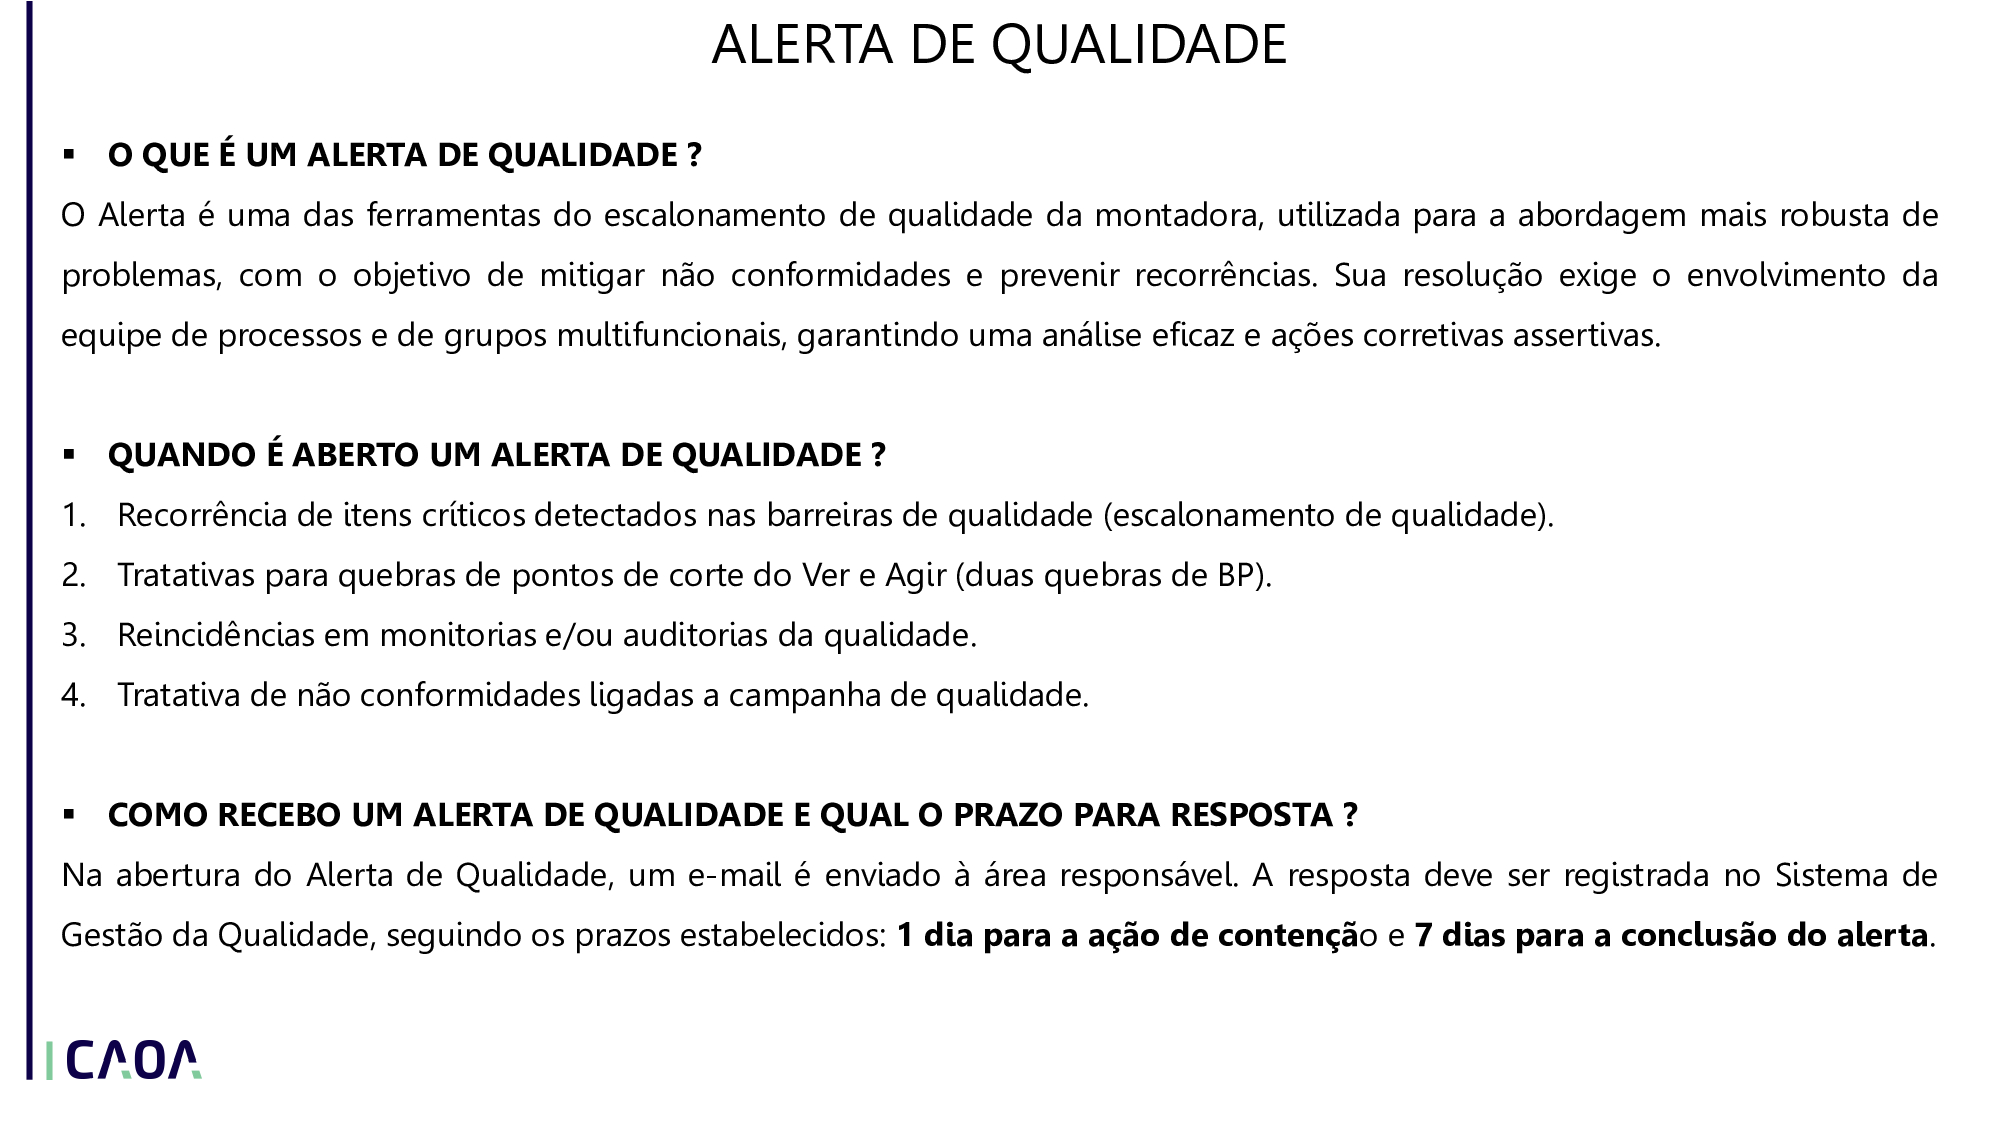 ALERTA DE QUALIDADE
▪ O QUE É UM ALERTA DE QUALIDADE ?
O Alerta é uma das ferramentas do escalonamento de qualidade da montadora, utilizada para a abordagem mais robusta de
problemas, com o objetivo de mitigar não conformidades e prevenir recorrências. Sua resolução exige o envolvimento da
equipe de processos e de grupos multifuncionais, garantindo uma análise eficaz e ações corretivas assertivas.
▪ QUANDO É ABERTO UM ALERTA DE QUALIDADE ?
1. Recorrência de itens críticos detectados nas barreiras de qualidade (escalonamento de qualidade).
2. Tratativas para quebras de pontos de corte do Ver e Agir (duas quebras de BP).
3. Reincidências em monitorias e/ou auditorias da qualidade.
4. Tratativa de não conformidades ligadas a campanha de qualidade.
▪ COMO RECEBO UM ALERTA DE QUALIDADE E QUAL O PRAZO PARA RESPOSTA ?
Na abertura do Alerta de Qualidade, um e-mail é enviado à área responsável. A resposta deve ser registrada no Sistema de
Gestão da Qualidade, seguindo os prazos estabelecidos: 1 dia para a ação de contenção e 7 dias para a conclusão do alerta.
CAOA